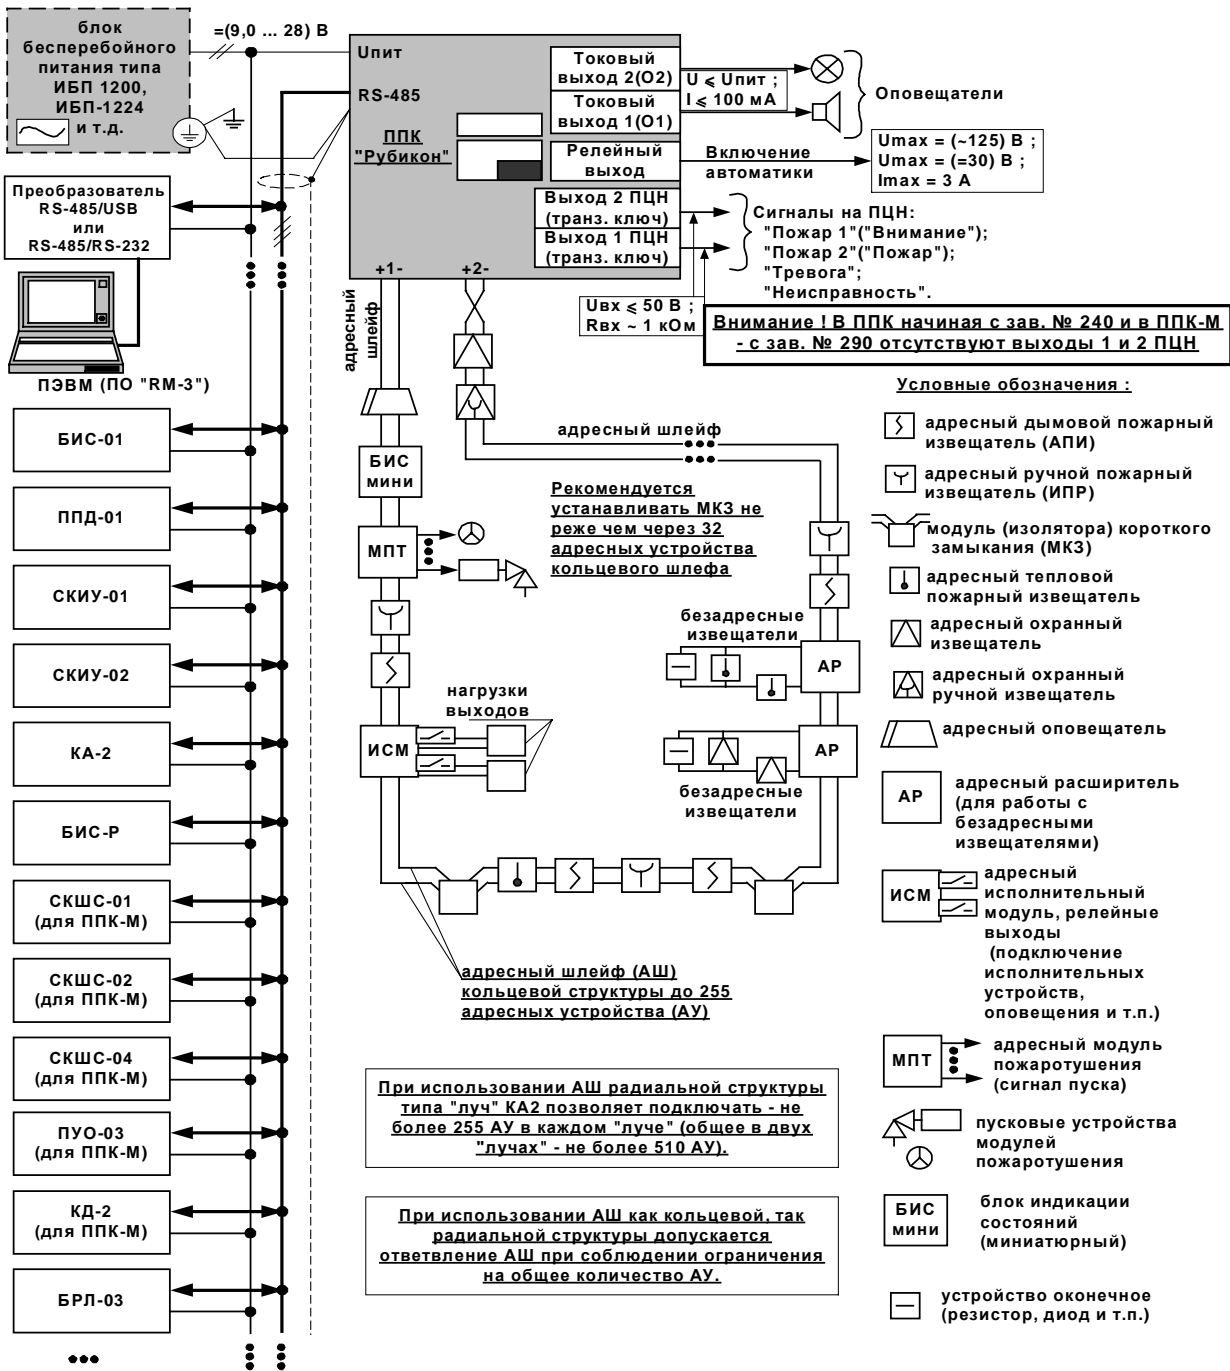 блок
бесперебойного
питания типа
ИБП 1200,
ИБП-1224
и т.д.
=(9,0 ... 28) В
Uпит
RS-485
ППК
"Рубикон"
Токовый
выход 2(О2)
Токовый
выход 1(О1)
Релейный
выход
Выход 2 ПЦН
(транз. ключ)
Выход 1 ПЦН
(транз. ключ)
+1-
+2-
U ⩽ Uпит ;
I ⩽ 100 мА
Оповещатели
Включение
автоматики
Umax = (~125) В ;
Umax = (=30) В ;
Imax = 3 А
Сигналы на ПЦН:
"Пожар 1"("Внимание");
"Пожар 2"("Пожар");
"Тревога";
"Неисправность".
Uвх ⩽ 50 В ;
Rвх ~ 1 кОм
Внимание ! В ППК начиная с зав. № 240 и в ППК-М
- с зав. № 290 отсутствуют выходы 1 и 2 ПЦН
Преобразователь
RS-485/USB
или
RS-485/RS-232
ПЭВМ (ПО "RM-3")
БИС-01
ППД-01
СКИУ-01
СКИУ-02
КА-2
БИС-Р
СКШС-01
(для ППК-М)
СКШС-02
(для ППК-М)
СКШС-04
(для ППК-М)
ПУО-03
(для ППК-М)
КД-2
(для ППК-М)
БРЛ-03
адресный
шлейф
БИС
мини
МПТ
ИСМ
нагрузки
выходов
адресный шлейф
Рекомендуется
устанавливать МКЗ не
реже чем через 32
адресных устройства
кольцевого шлефа
безадресные
извещатели
АР
АР
безадресные
извещатели
адресный шлейф (АШ)
кольцевой структуры до 255
адресных устройства (АУ)
При использовании АШ радиальной структуры
типа "луч" КА2 позволяет подключать - не
более 255 АУ в каждом "луче" (общее в двух
"лучах" - не более 510 АУ).
При использовании АШ как кольцевой, так
радиальной структуры допускается
ответвление АШ при соблюдении ограничения
на общее количество АУ.
Условные обозначения :
адресный дымовой пожарный
извещатель (АПИ)
адресный ручной пожарный
извещатель (ИПР)
модуль (изолятора) короткого
замыкания (МКЗ)
адресный тепловой
пожарный извещатель
адресный охранный
извещатель
адресный охранный
ручной извещатель
адресный оповещатель
АР
адресный расширитель
(для работы с
безадресными
извещателями)
ИСМ
адресный
исполнительный
модуль, релейные
выходы
(подключение
исполнительных
устройств,
оповещения и т.п.)
МПТ
адресный модуль
пожаротушения
(сигнал пуска)
пусковые устройства
модулей
пожаротушения
БИС
мини
блок индикации
состояний
(миниатюрный)
устройство оконечное
(резистор, диод и т.п.)